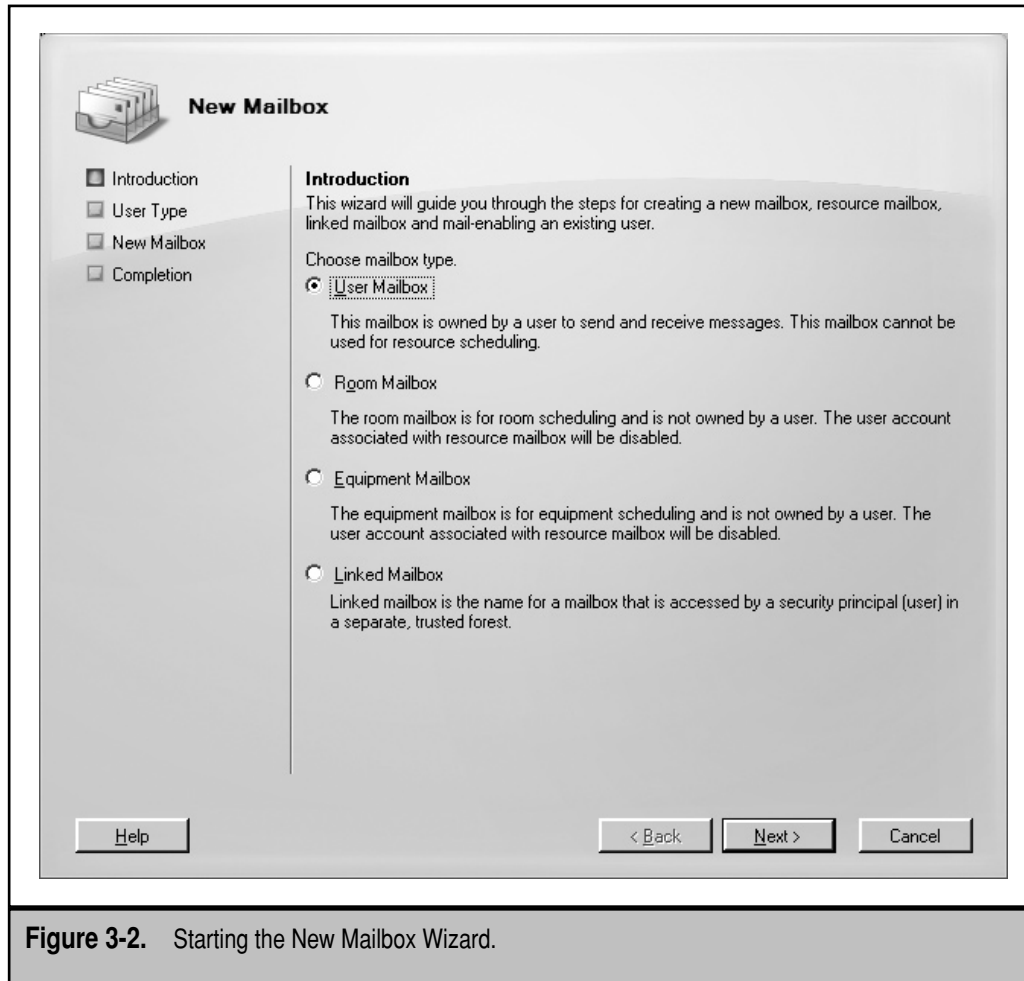 New Mailbox
Introduction
User Type
New Mailbox
Completion
Introduction
This wizard will guide you through the steps for creating a new mailbox, resource mailbox,
linked mailbox and mail-enabling an existing user.
Choose mailbox type.
User Mailbox
This mailbox is owned by a user to send and receive messages. This mailbox cannot be
used for resource scheduling.
Room Mailbox
The room mailbox is for room scheduling and is not owned by a user. The user account
associated with resource mailbox will be disabled.
Equipment Mailbox
The equipment mailbox is for equipment scheduling and is not owned by a user. The
user account associated with resource mailbox will be disabled.
Linked Mailbox
Linked mailbox is the name for a mailbox that is accessed by a security principal (user) in
a separate, trusted forest.
Help
< Back
Next >
Cancel
Figure 3-2. Starting the New Mailbox Wizard.